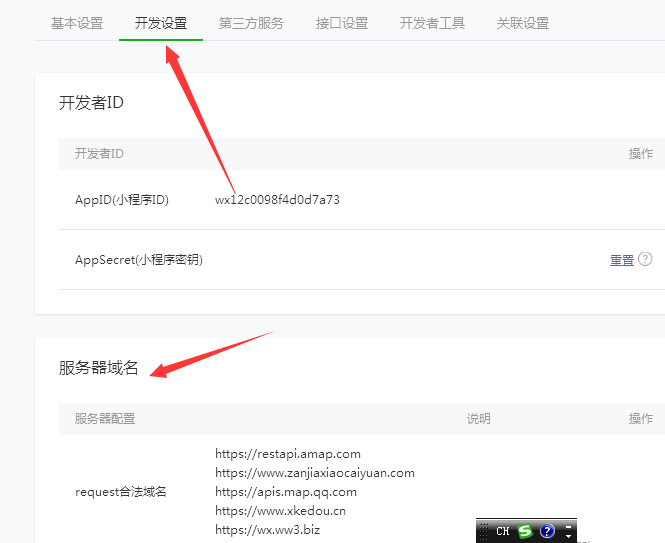 基本设置 开发设置 第三方服务 接口设置 开发者工具 关联设置
开发者ID
开发者ID 操作
AppID(小程序ID) wx12c0098f4d0d7a73
AppSecret(小程序密钥) 重置 ?
服务器域名
服务器配置 说明 操作
https://restapi.amap.com
https://www.zanjiaxiaocaiyuan.com
request合法域名 https://apis.map.qq.com
https://www.xkedou.cn
https://wx.ww3.biz
CH S ?